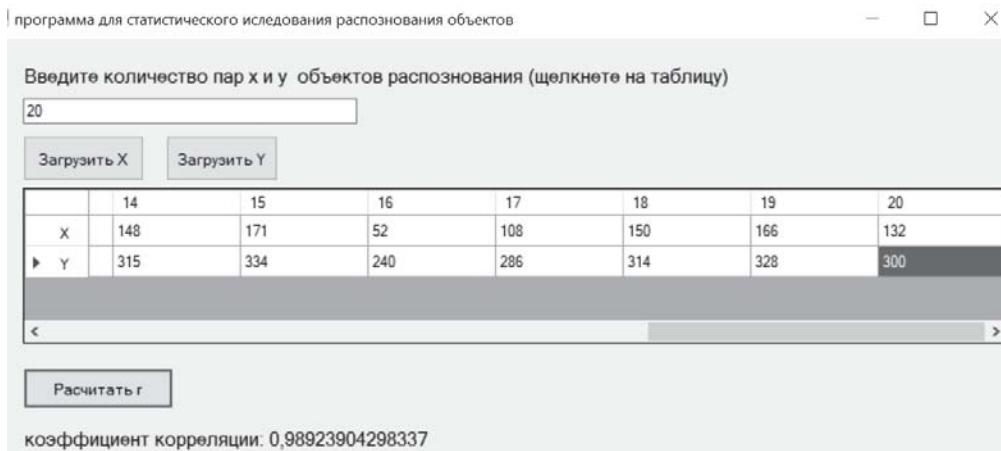 программа для статистического иследования распознования объектов
Введите количество пар x и y объектов распознования (щелкнете на таблицу)
20
Загрузить X Загрузить Y
14 15 16 17 18 19 20
X 148 171 52 108 150 166 132
Y 315 334 240 286 314 328 300
Расчитать r
коэффициент корреляции: 0,98923904298337